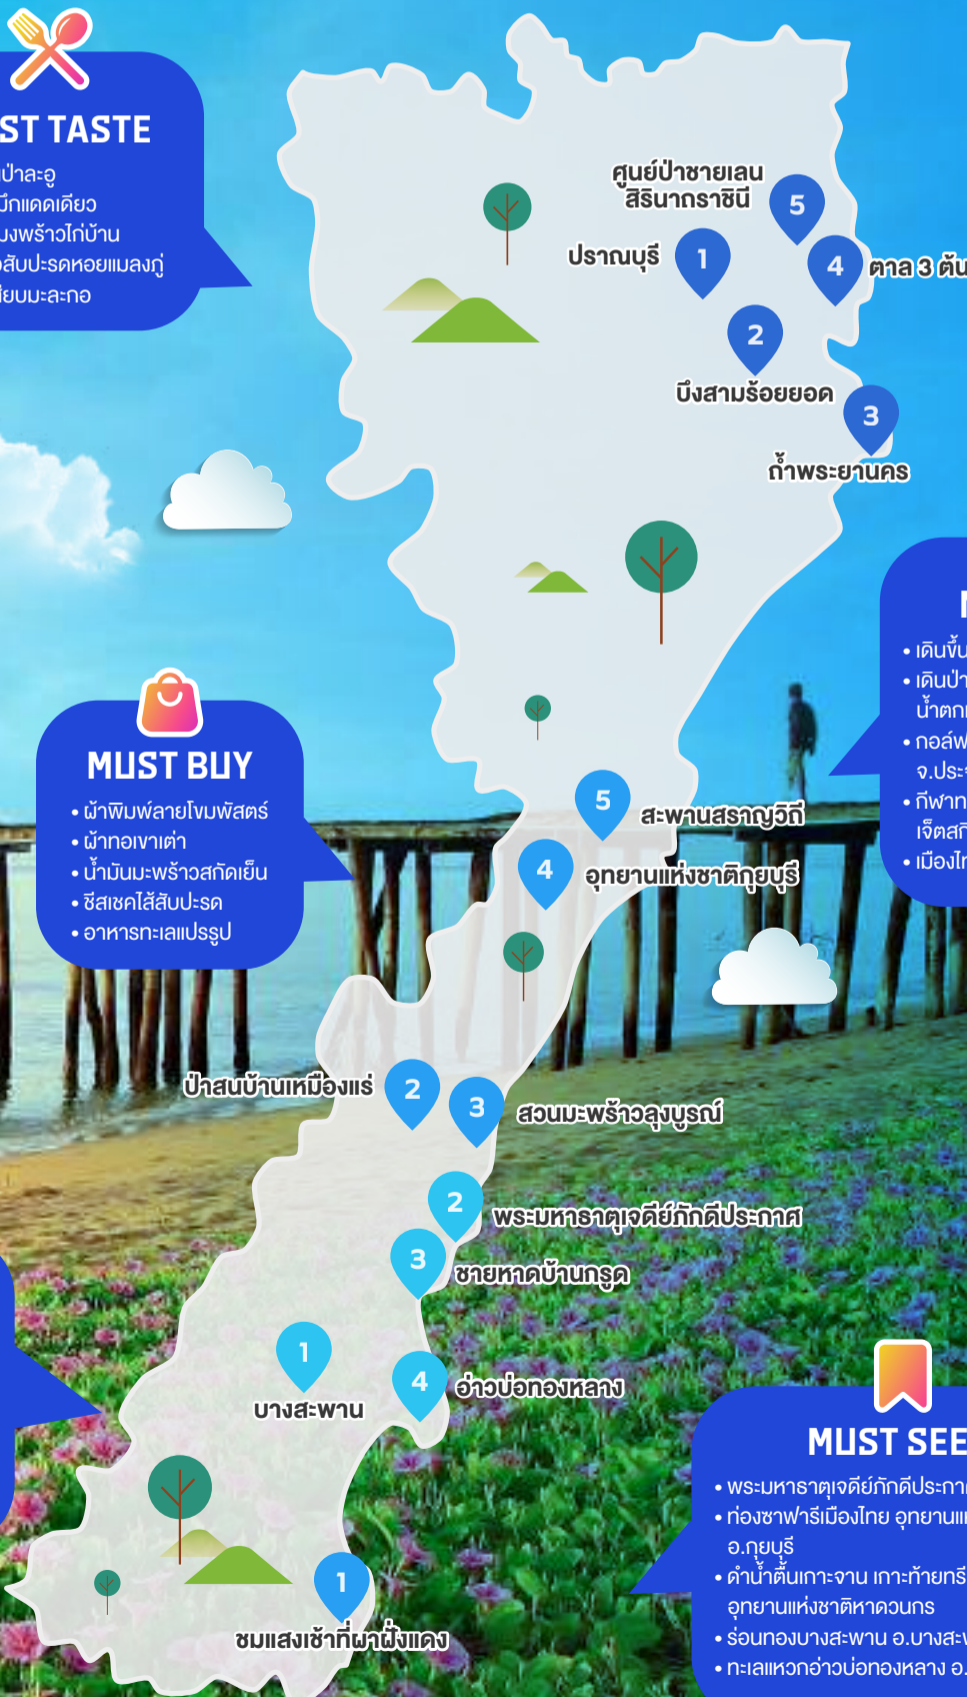 ST TASTE
นป่าละอู
มึกแดดเดียว
มงพร้าวไก่บ้าน
วสับปะรดหอยแมลงภู่
สียบมะละกอ
ศูนย์ป่าชายเลน
สิรินาถราชินี
5
ปราณบุรี
1
4
ตาล 3 ต้น
2
บึงสามร้อยยอด
3
ถ้ำพระยานคร
• เดินขึ้น
• เดินป่า
น้ำตก
• กอล์ฟ
จ.ประจ
• กีฬาท
เจ็ตสกี
• เมืองไท
MUST BUY
• ผ้าพิมพ์ลายโขมพัสตร์
• ผ้าทอเขาเต่า
• น้ำมันมะพร้าวสกัดเย็น
• ชีสเชคไส้สับปะรด
• อาหารทะเลแปรรูป
5
สะพานสราญวิถี
4
อุทยานแห่งชาติกุยบุรี
ป่าสนบ้านเหมืองแร่
2
3
สวนมะพร้าวลุงบูรณ์
2
พระมหาธาตุเจดีย์ภักดีประกาศ
3
ชายหาดบ้านกรูด
1
บางสะพาน
4
อ่าวบ่อทองหลาง
1
ชมแสงเช้าที่ผาฝั่งแดง
MUST SEE
• พระมหาธาตุเจดีย์ภักดีประกาศ
• ท่องซาฟารีเมืองไทย อุทยานแห
อ.กุยบุรี
• ดำน้ำตื้นเกาะจาน เกาะท้ายทรี
อุทยานแห่งชาติหาดวนกร
• ร่อนทองบางสะพาน อ.บางสะพ
• ทะเลแหวกอ่าวบ่อทองหลาง อ.